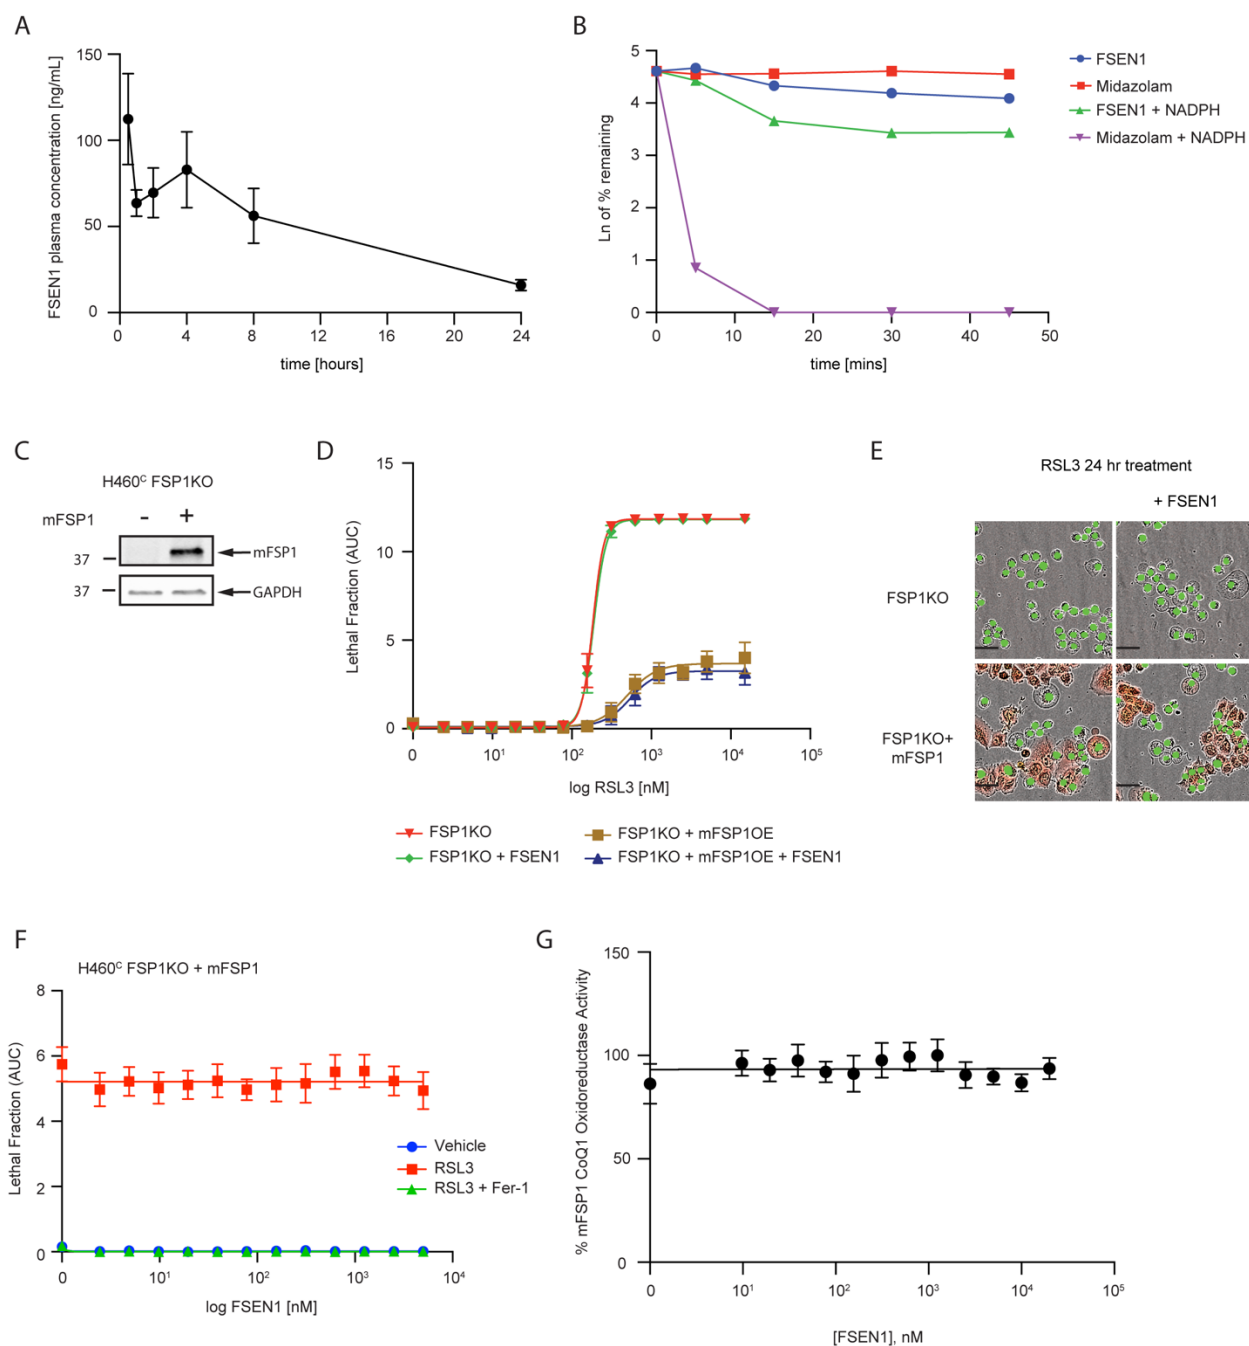 A
FSEN1 plasma concentration [ng/mL]
150
100
50
0
0 4 8 12 16 20 24
time [hours]
B
Ln of % remaining
5
4
3
2
1
0
0 10 20 30 40 50
time [mins]
FSEN1
Midazolam
FSEN1 + NADPH
Midazolam + NADPH
C
H460ᶜ FSP1KO
mFSP1 - +
37
mFSP1
37
GAPDH
D
Lethal Fraction (AUC)
15
10
5
0
0 10¹ 10² 10³ 10⁴ 10⁵
log RSL3 [nM]
FSP1KO
FSP1KO + FSEN1
FSP1KO + mFSP1OE
FSP1KO + mFSP1OE + FSEN1
E
RSL3 24 hr treatment
+ FSEN1
FSP1KO
FSP1KO+
mFSP1
F
H460ᶜ FSP1KO + mFSP1
Lethal Fraction (AUC)
8
6
4
2
0
0 10¹ 10² 10³ 10⁴
log FSEN1 [nM]
Vehicle
RSL3
RSL3 + Fer-1
G
% mFSP1 CoQ1 Oxidoreductase Activity
150
100
50
0
0 10¹ 10² 10³ 10⁴ 10⁵
[FSEN1], nM